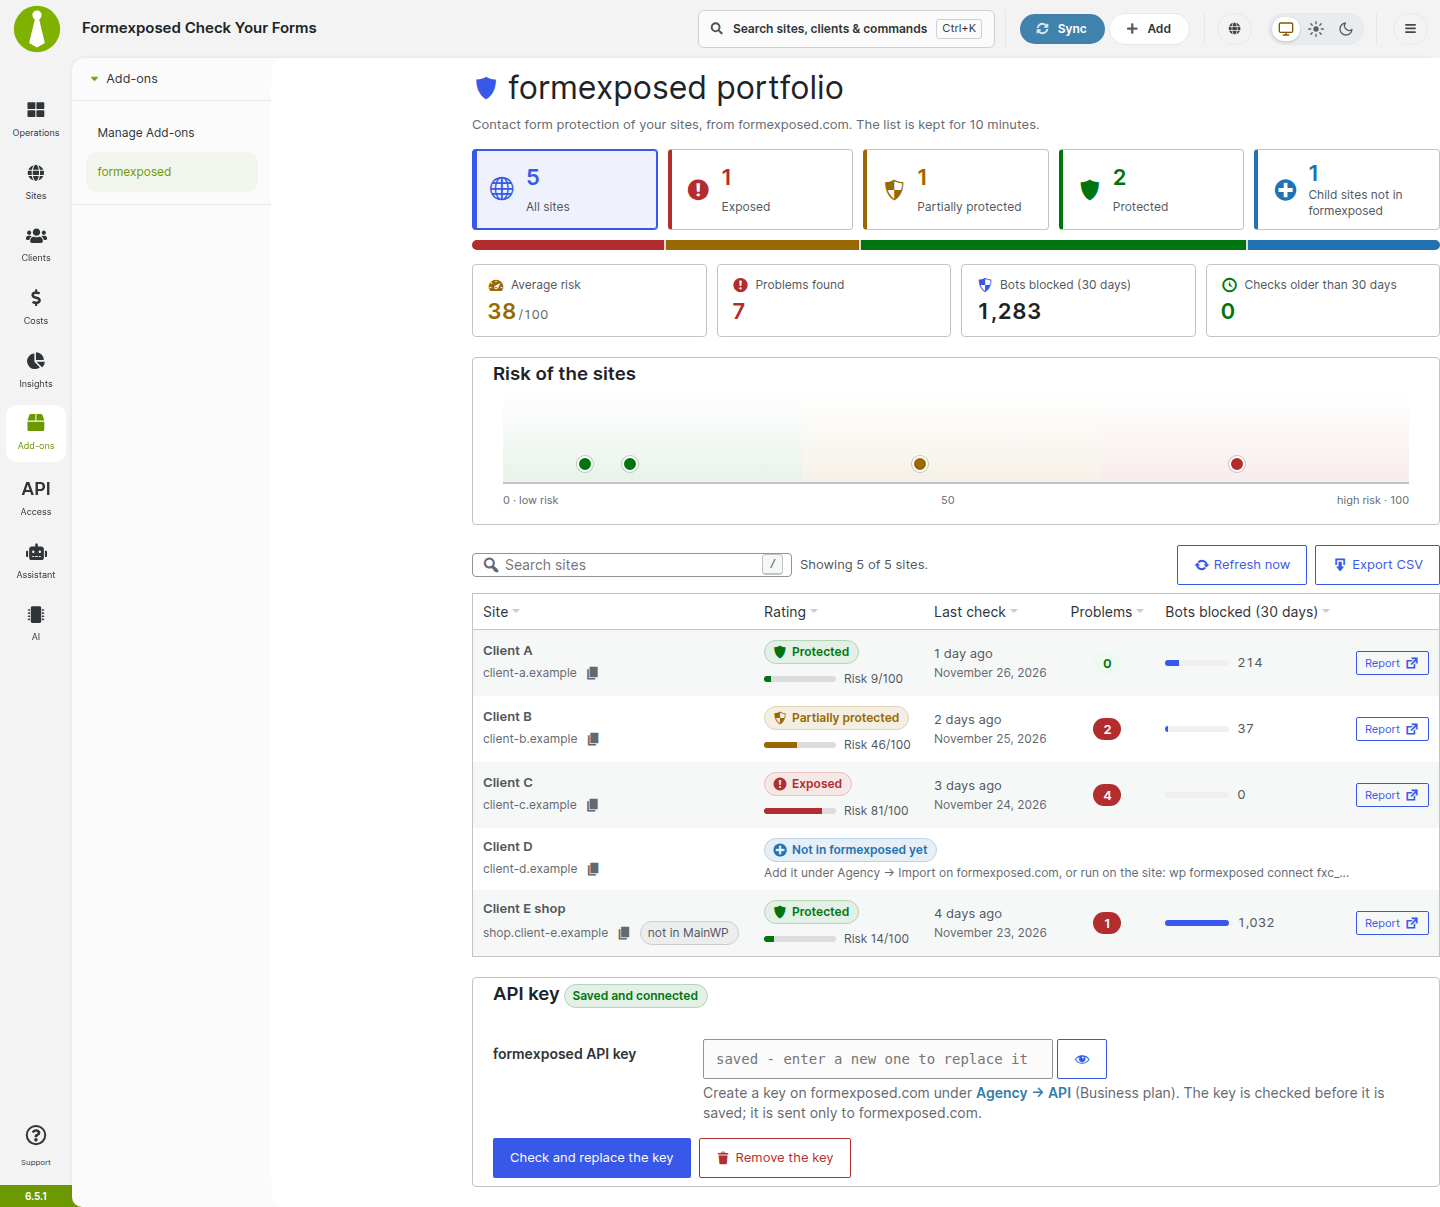 Formexposed Check Your Forms
Search sites, clients & commands Ctrl+K
Sync
Add
Operations
Sites
Clients
Costs
Insights
Add-ons
API
Access
Assistant
AI
Support
6.5.1
Add-ons
Manage Add-ons
formexposed
formexposed portfolio
Contact form protection of your sites, from formexposed.com. The list is kept for 10 minutes.
5
All sites
1
Exposed
1
Partially protected
2
Protected
1
Child sites not in
formexposed
Average risk
38/100
Problems found
7
Bots blocked (30 days)
1,283
Checks older than 30 days
0
Risk of the sites
0 · low risk 50 high risk · 100
Search sites /
Showing 5 of 5 sites.
Refresh now
Export CSV
Site Rating Last check Problems Bots blocked (30 days)
Client A
client-a.example
Protected
Risk 9/100
1 day ago
November 26, 2026
0
214
Report
Client B
client-b.example
Partially protected
Risk 46/100
2 days ago
November 25, 2026
2
37
Report
Client C
client-c.example
Exposed
Risk 81/100
3 days ago
November 24, 2026
4
0
Report
Client D
client-d.example
Not in formexposed yet
Add it under Agency → Import on formexposed.com, or run on the site: wp formexposed connect fxc_...
Client E shop
shop.client-e.example not in MainWP
Protected
Risk 14/100
4 days ago
November 23, 2026
1
1,032
Report
API key Saved and connected
formexposed API key
saved - enter a new one to replace it
Create a key on formexposed.com under Agency → API (Business plan). The key is checked before it is
saved; it is sent only to formexposed.com.
Check and replace the key
Remove the key